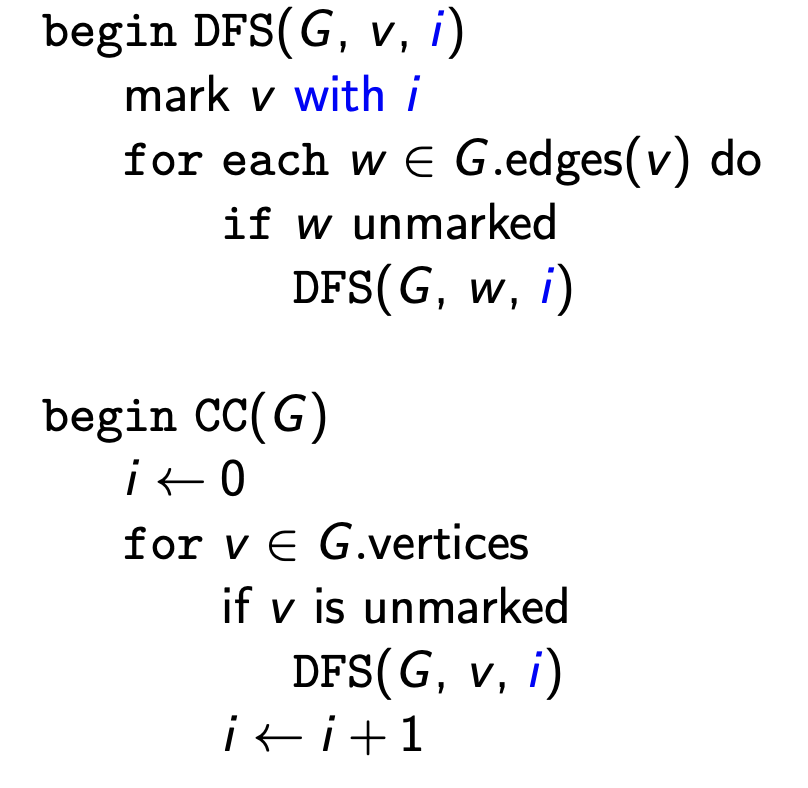 begin DFS(G, v, i)
mark v with i
for each w ∈ G.edges(v) do
if w unmarked
DFS(G, w, i)
begin CC(G)
i ← 0
for v ∈ G.vertices
if v is unmarked
DFS(G, v, i)
i ← i + 1